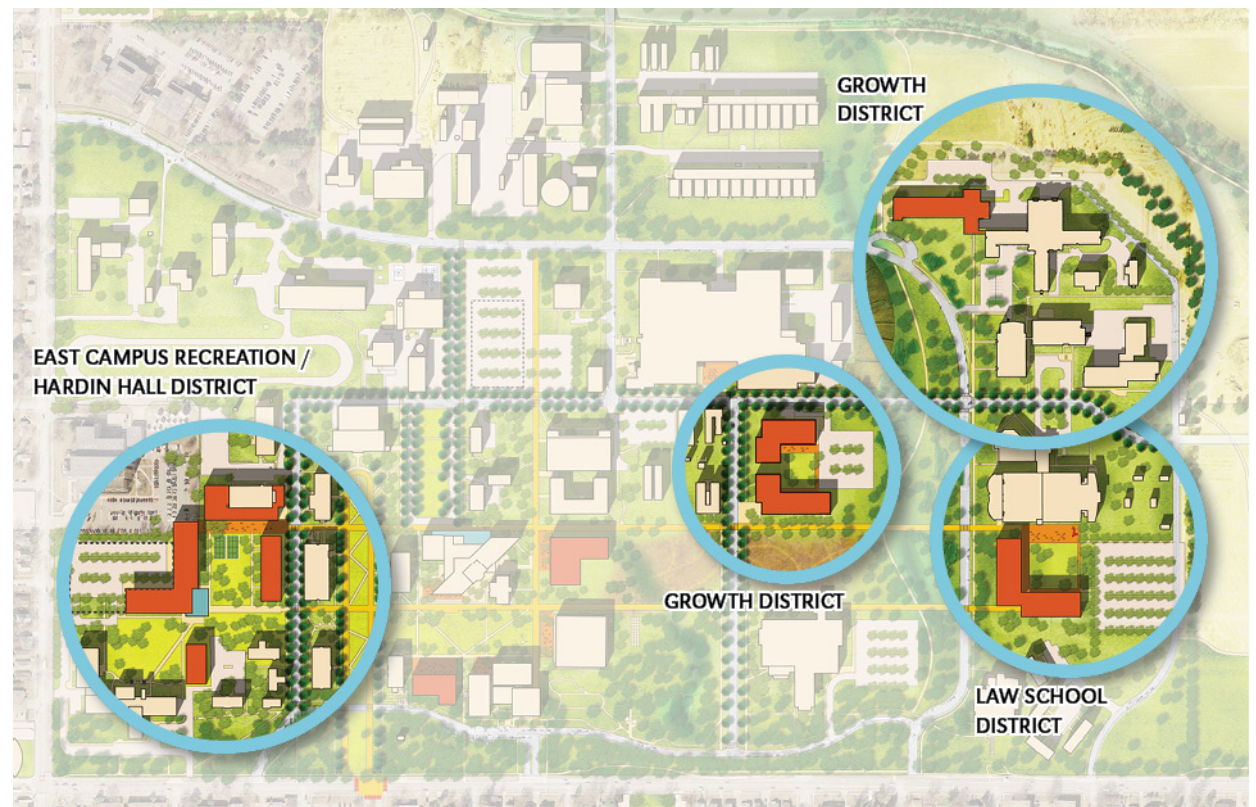 GROWTH
DISTRICT
EAST CAMPUS RECREATION /
HARDIN HALL DISTRICT
GROWTH DISTRICT
LAW SCHOOL
DISTRICT